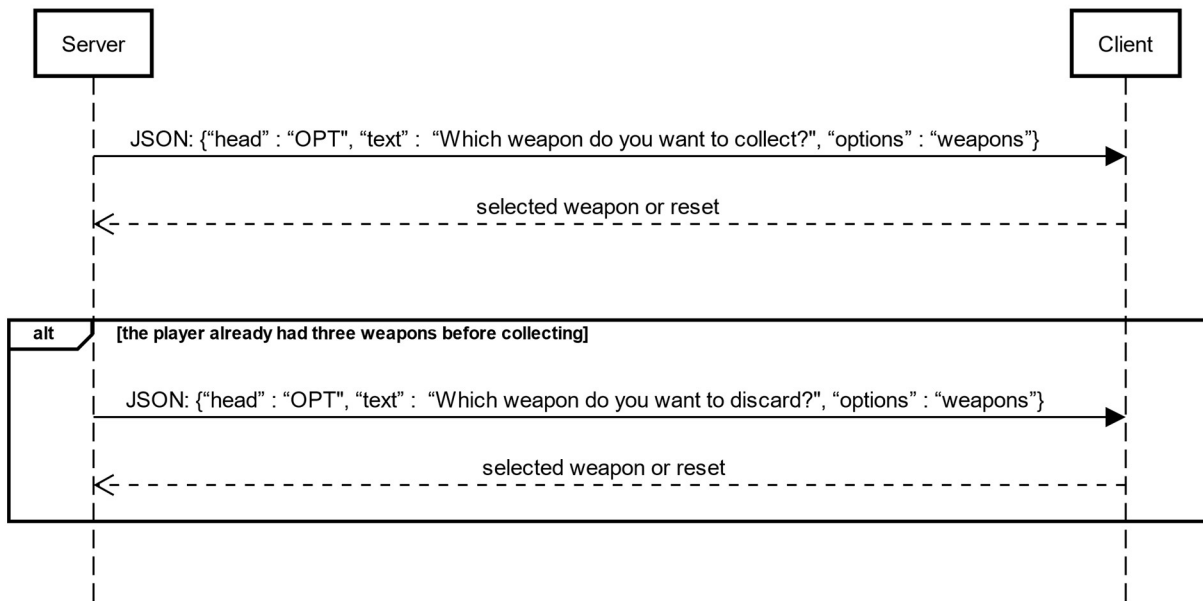 Server
Client
JSON: {“head” : “OPT", “text” :  “Which weapon do you want to collect?", “options” : “weapons”}
selected weapon or reset
alt
[the player already had three weapons before collecting]
JSON: {“head” : “OPT", “text” :  “Which weapon do you want to discard?", “options” : “weapons”}
selected weapon or reset